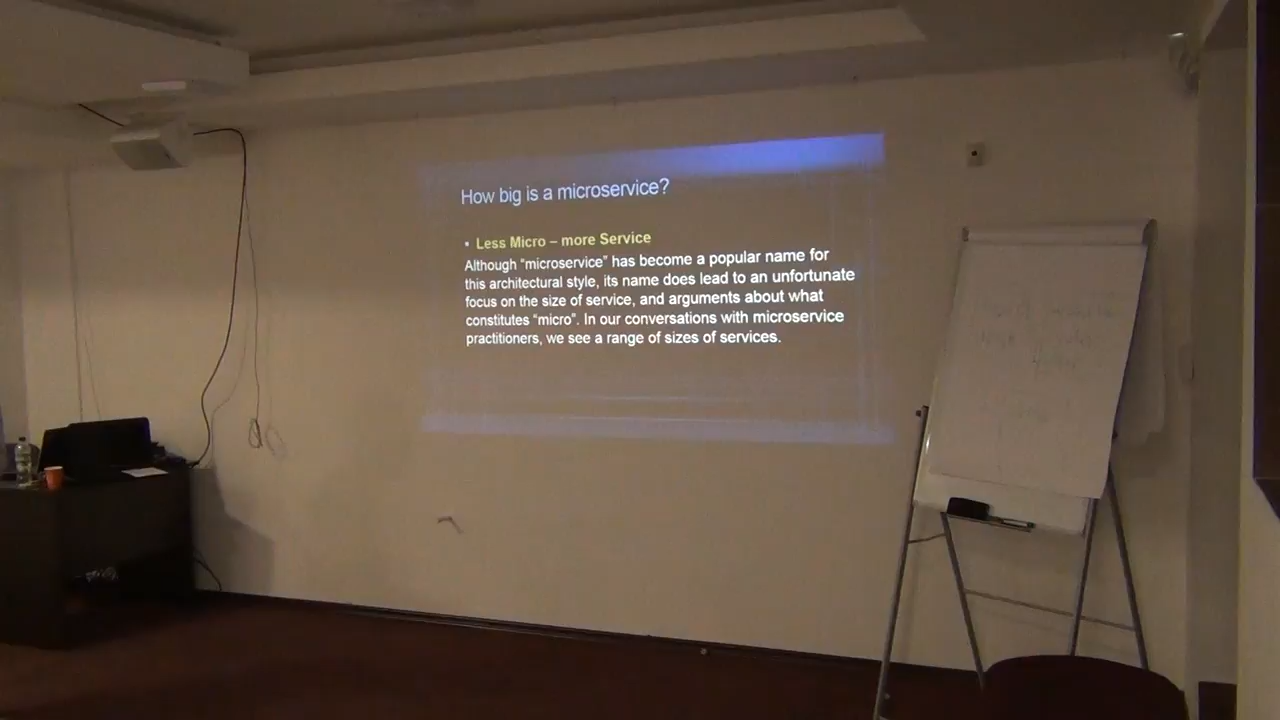 How big is a microservice?
▪ Less Micro – more Service
Although “microservice” has become a popular name for
this architectural style, its name does lead to an unfortunate
focus on the size of service, and arguments about what
constitutes “micro”. In our conversations with microservice
practitioners, we see a range of sizes of services.